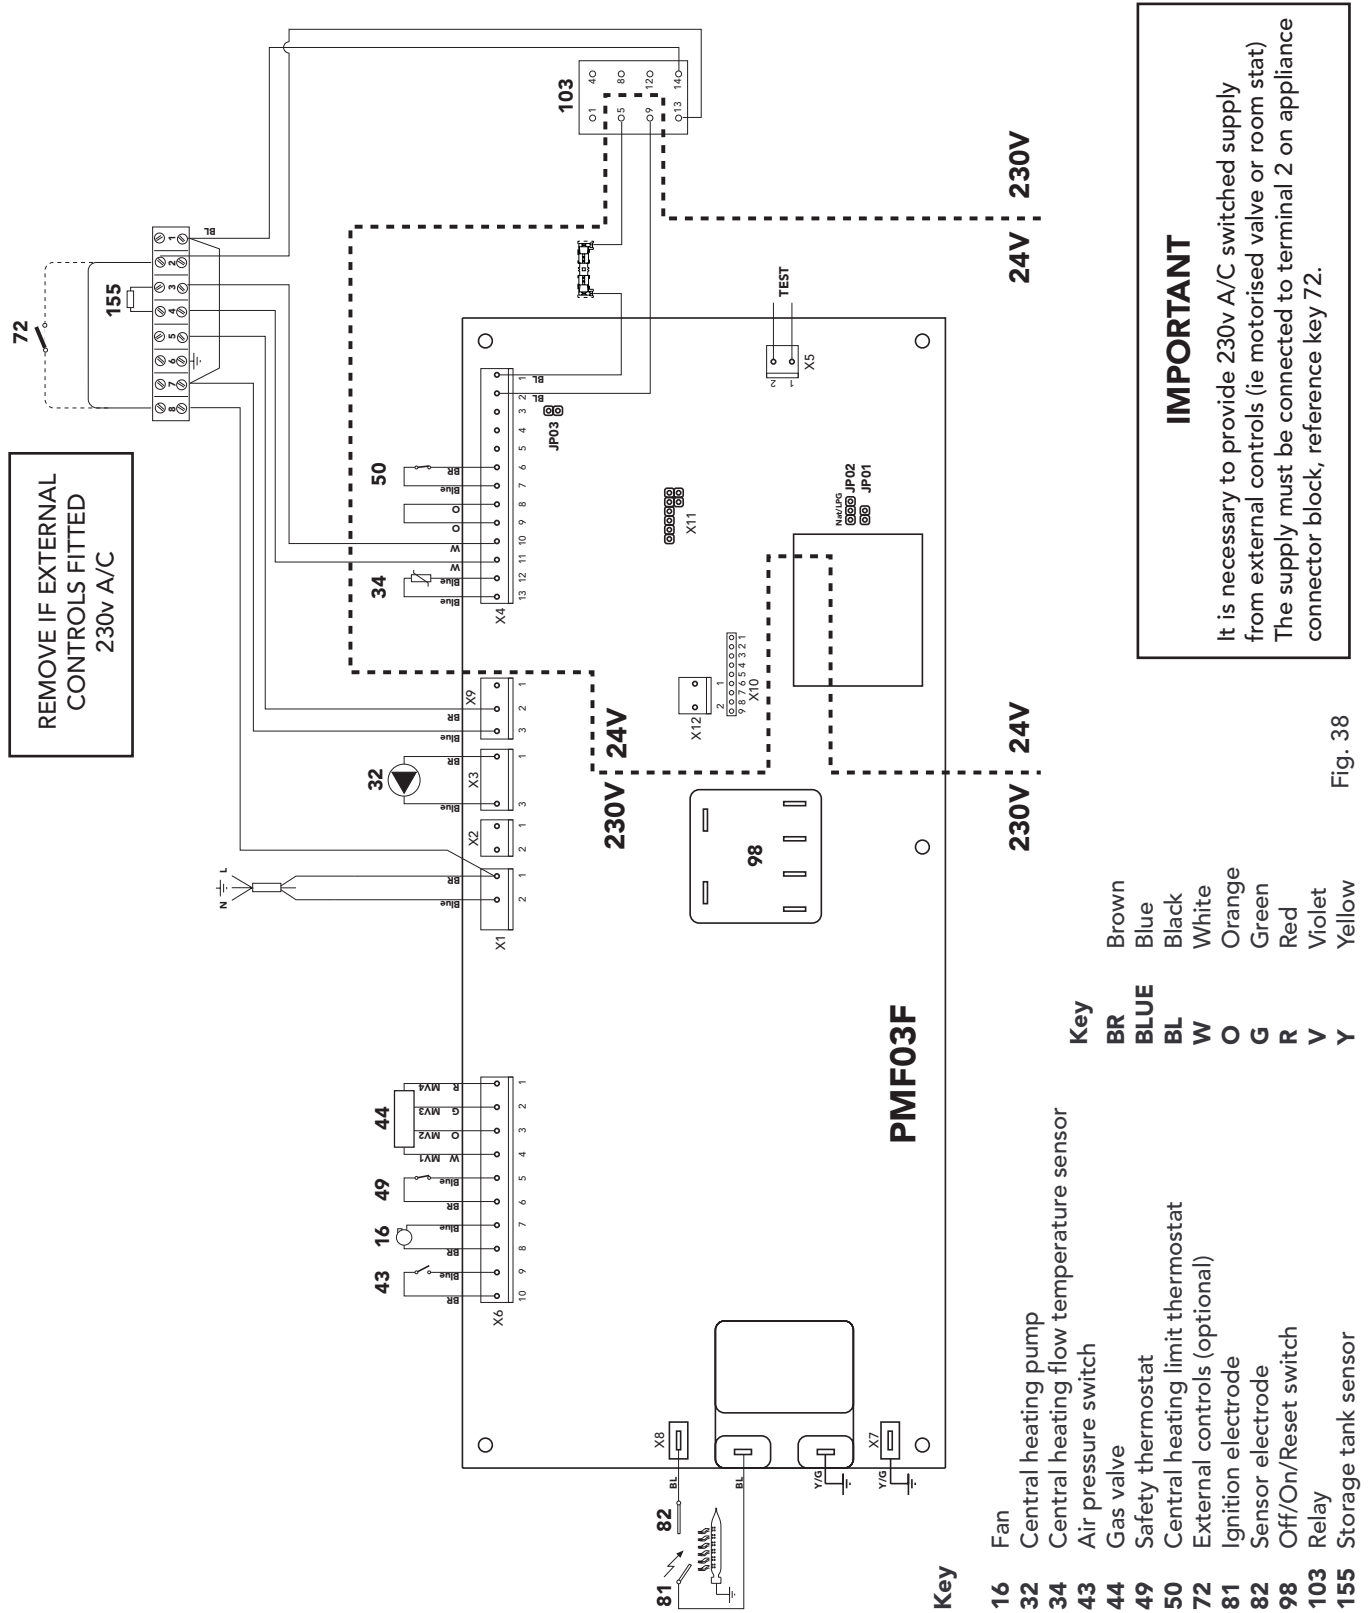 REMOVE IF EXTERNAL
CONTROLS FITTED
230v A/C
72
155
8 7 6 5 4 3 2 1
BL
N L
103
1 4
5 8
9 12
13 14
43 16 49 44
32
34
50
BR Blue BR Blue BR Blue W MV1 O MV2 G MV3 R MV4
Blue BR
Blue BR
Blue BR
Blue Blue W W O O Blue BR
BL BL
X6
10 9 8 7 6 5 4 3 2 1
X1
2 1
X2
2 1
X3
3 1
X9
3 2 1
X4
13 12 11 10 9 8 7 6 5 4 3 2 1
JP03
TEST
2 1
X5
230V 24V
24V 230V
X12
2 1
9 8 7 6 5 4 3 2 1
X10
X11
Nat/LPG
JP02
JP01
98
PMF03F
82
81
BL
X8
BL
Y/G
Y/G
X7
230V 24V
IMPORTANT
It is necessary to provide 230v A/C switched supply
from external controls (ie motorised valve or room stat)
The supply must be connected to terminal 2 on appliance
connector block, reference key 72.
Key
16 Fan
32 Central heating pump
34 Central heating flow temperature sensor
43 Air pressure switch
44 Gas valve
49 Safety thermostat
50 Central heating limit thermostat
72 External controls (optional)
81 Ignition electrode
82 Sensor electrode
98 Off/On/Reset switch
103 Relay
155 Storage tank sensor
Key
BR Brown
BLUE Blue
BL Black
W White
O Orange
G Green
R Red
V Violet
Y Yellow
Fig. 38